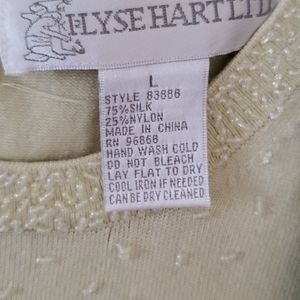 ILYSE HART LTD.
L
STYLE 83888
75%SILK
25%NYLON
MADE IN CHINA
RN 96868
HAND WASH COLD
DO NOT BLEACH
LAY FLAT TO DRY
COOL IRON IF NEEDED
CAN BE DRY CLEANED